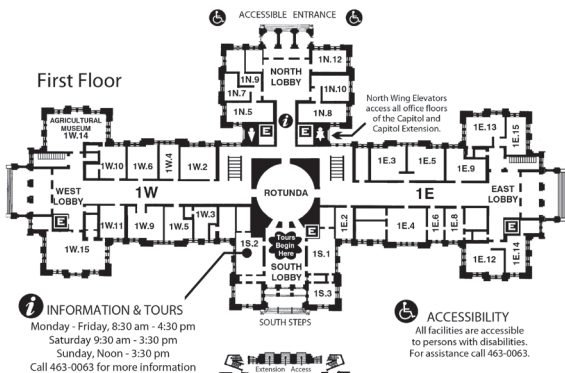 ACCESSIBLE ENTRANCE
First Floor
NORTH
LOBBY
1N.12
1N.9
1N.7
1N.10
1N.5
1N.8
North Wing Elevators
access all office floors
of the Capitol and
Capitol Extension.
AGRICULTURAL
MUSEUM
1W.14
1W.10
1W.6
1W.4
1W.2
E
i
E
1E.3
1E.5
1E.9
1E.13
1E.15
WEST
LOBBY
1W
ROTUNDA
1E
EAST
LOBBY
E
1W.11
1W.9
1W.5
1W.3
1W.15
1S.2
Tours
Begin
Here
E
1S.1
SOUTH
LOBBY
1S.3
1E.2
1E.4
1E.6
1E.8
E
1E.12
1E.14
SOUTH STEPS
i INFORMATION & TOURS
Monday - Friday, 8:30 am - 4:30 pm
Saturday 9:30 am - 3:30 pm
Sunday, Noon - 3:30 pm
Call 463-0063 for more information
ACCESSIBILITY
All facilities are accessible
to persons with disabilities.
For assistance call 463-0063.
Extension Access